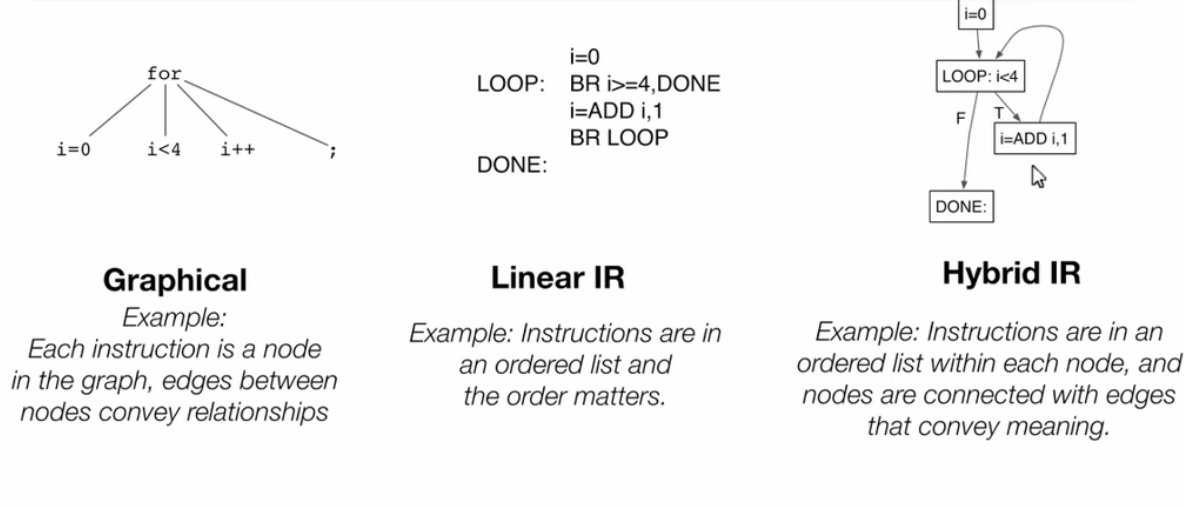 for
i=0 i<4 i++ ;
i=0
LOOP: BR i>=4,DONE
i=ADD i,1
BR LOOP
DONE:
i=0
LOOP: i<4
F T
i=ADD i,1
DONE:
Graphical
Example:
Each instruction is a node
in the graph, edges between
nodes convey relationships
Linear IR
Example: Instructions are in
an ordered list and
the order matters.
Hybrid IR
Example: Instructions are in an
ordered list within each node, and
nodes are connected with edges
that convey meaning.